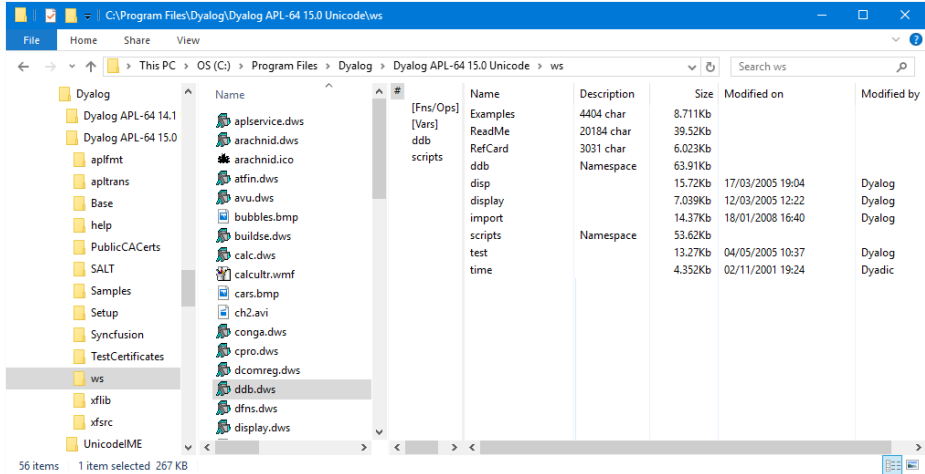 C:\Program Files\Dyalog\Dyalog APL-64 15.0 Unicode\ws
File Home Share View
This PC > OS (C:) > Program Files > Dyalog > Dyalog APL-64 15.0 Unicode > ws
Search ws
Dyalog
Dyalog APL-64 14.1
Dyalog APL-64 15.0
aplfmt
apltrans
Base
help
PublicCACerts
SALT
Samples
Setup
Syncfusion
TestCertificates
ws
xflib
xfsrc
UnicodeIME
Name
aplservice.dws
arachnid.dws
arachnid.ico
atfin.dws
avu.dws
bubbles.bmp
buildse.dws
calc.dws
calcultr.wmf
cars.bmp
ch2.avi
conga.dws
cpro.dws
dcomreg.dws
ddb.dws
dfns.dws
display.dws
#
[Fns/Ops]
[Vars]
ddb
scripts
Name Description Size Modified on Modified by
Examples 4404 char 8.711Kb
ReadMe 20184 char 39.52Kb
RefCard 3031 char 6.023Kb
ddb Namespace 63.91Kb
disp 15.72Kb 17/03/2005 19:04 Dyalog
display 7.039Kb 12/03/2005 12:22 Dyalog
import 14.37Kb 18/01/2008 16:40 Dyalog
scripts Namespace 53.62Kb
test 13.27Kb 04/05/2005 10:37 Dyalog
time 4.352Kb 02/11/2001 19:24 Dyadic
56 items 1 item selected 267 KB